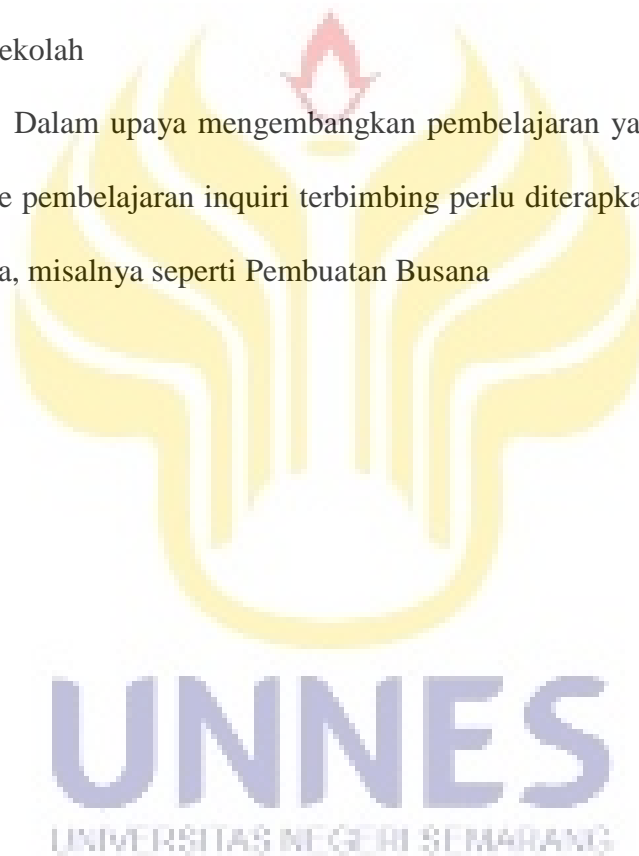 ekolah
Dalam upaya mengembangkan pembelajaran ya
e pembelajaran inquiri terbimbing perlu diterapka
a, misalnya seperti Pembuatan Busana
UNNES
UNIVERSITAS NEGERI SEMARANG